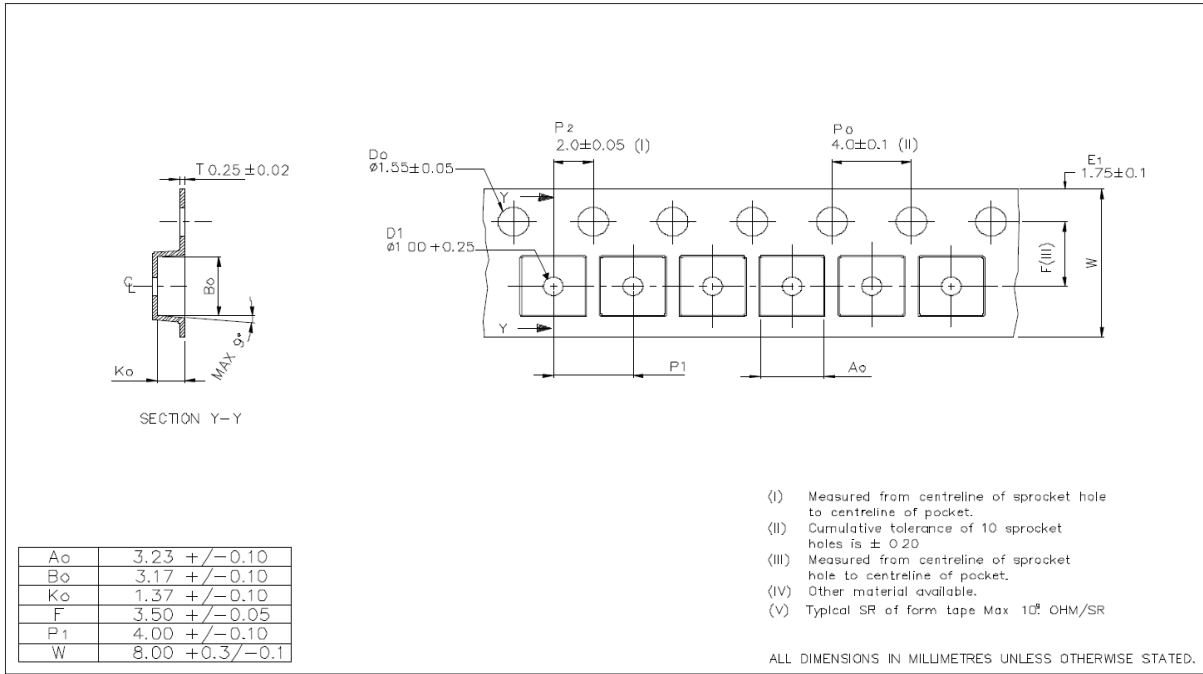 T 0.25±0.02
Bo
Ko
MAX 9°
SECTION Y-Y
P2
2.0±0.05 (I)
Po
4.0±0.1 (II)
Do
ø1.55±0.05
E1
1.75±0.1
Y
D1
ø1.00+0.25
F(III)
W
Y
P1
Ao
(I) Measured from centreline of sprocket hole
to centreline of pocket.
(II) Cumulative tolerance of 10 sprocket
holes is ± 0.20
(III) Measured from centreline of sprocket
hole to centreline of pocket.
(IV) Other material available.
(V) Typical SR of form tape Max 10⁹ OHM/SR
Ao 3.23 +/-0.10
Bo 3.17 +/-0.10
Ko 1.37 +/-0.10
F 3.50 +/-0.05
P1 4.00 +/-0.10
W 8.00 +0.3/-0.1
ALL DIMENSIONS IN MILLIMETRES UNLESS OTHERWISE STATED.